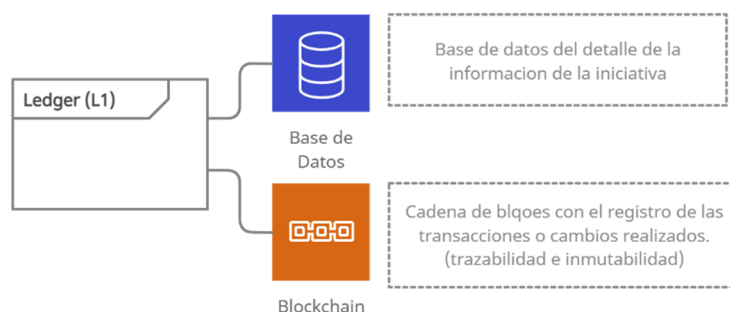 Ledger (L1)
Base de
Datos
Base de datos del detalle de la
informacion de la iniciativa
Blockchain
Cadena de blqoes con el registro de las
transacciones o cambios realizados.
(trazabilidad e inmutabilidad)